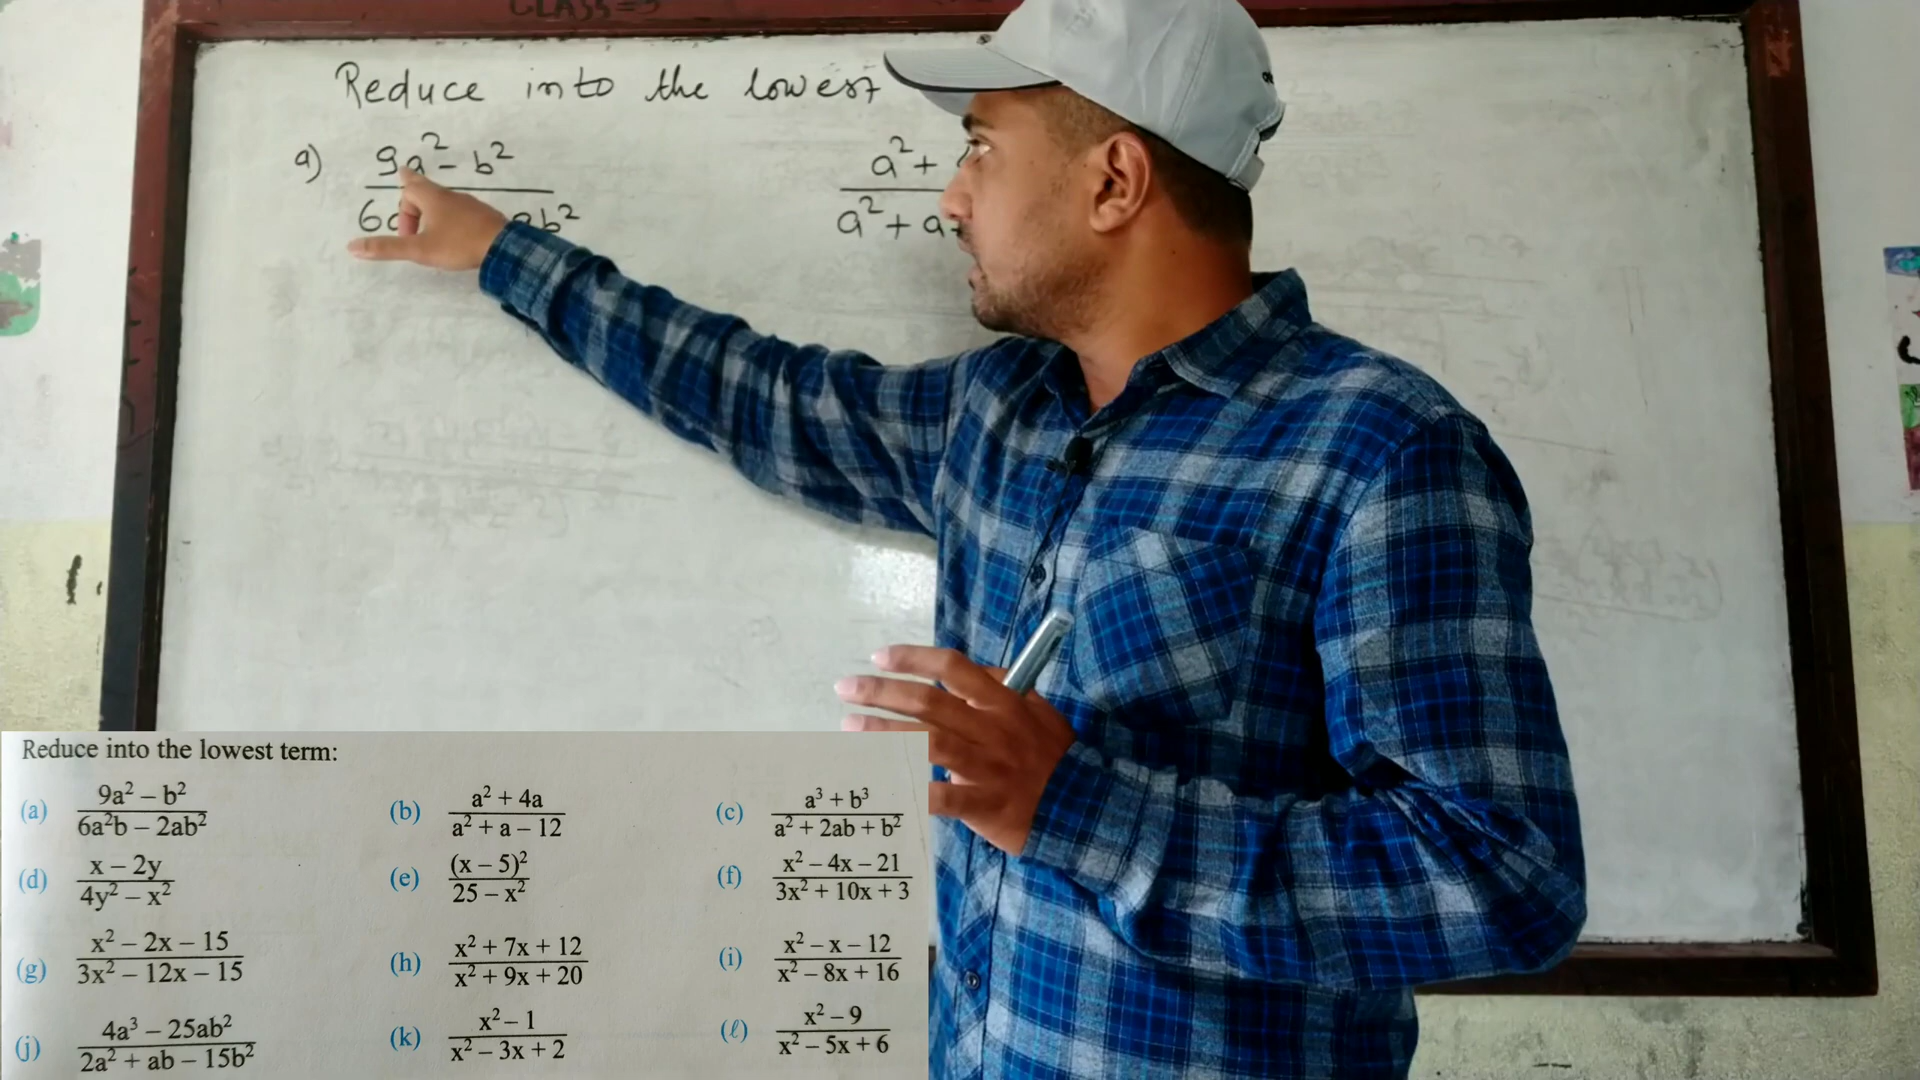 CLASS = 9
Reduce into the lowest
a) 9a² - b²
ab²
a² +
a² + a
Reduce into the lowest term:
(a) 9a² – b² / 6a²b – 2ab²
(b) a² + 4a / a² + a – 12
(c) a³ + b³ / a² + 2ab + b²
(d) x – 2y / 4y² – x²
(e) (x – 5)² / 25 – x²
(f) x² – 4x – 21 / 3x² + 10x + 3
(g) x² – 2x – 15 / 3x² – 12x – 15
(h) x² + 7x + 12 / x² + 9x + 20
(i) x² – x – 12 / x² – 8x + 16
(j) 4a³ – 25ab² / 2a² + ab – 15b²
(k) x² – 1 / x² – 3x + 2
(ℓ) x² – 9 / x² – 5x + 6